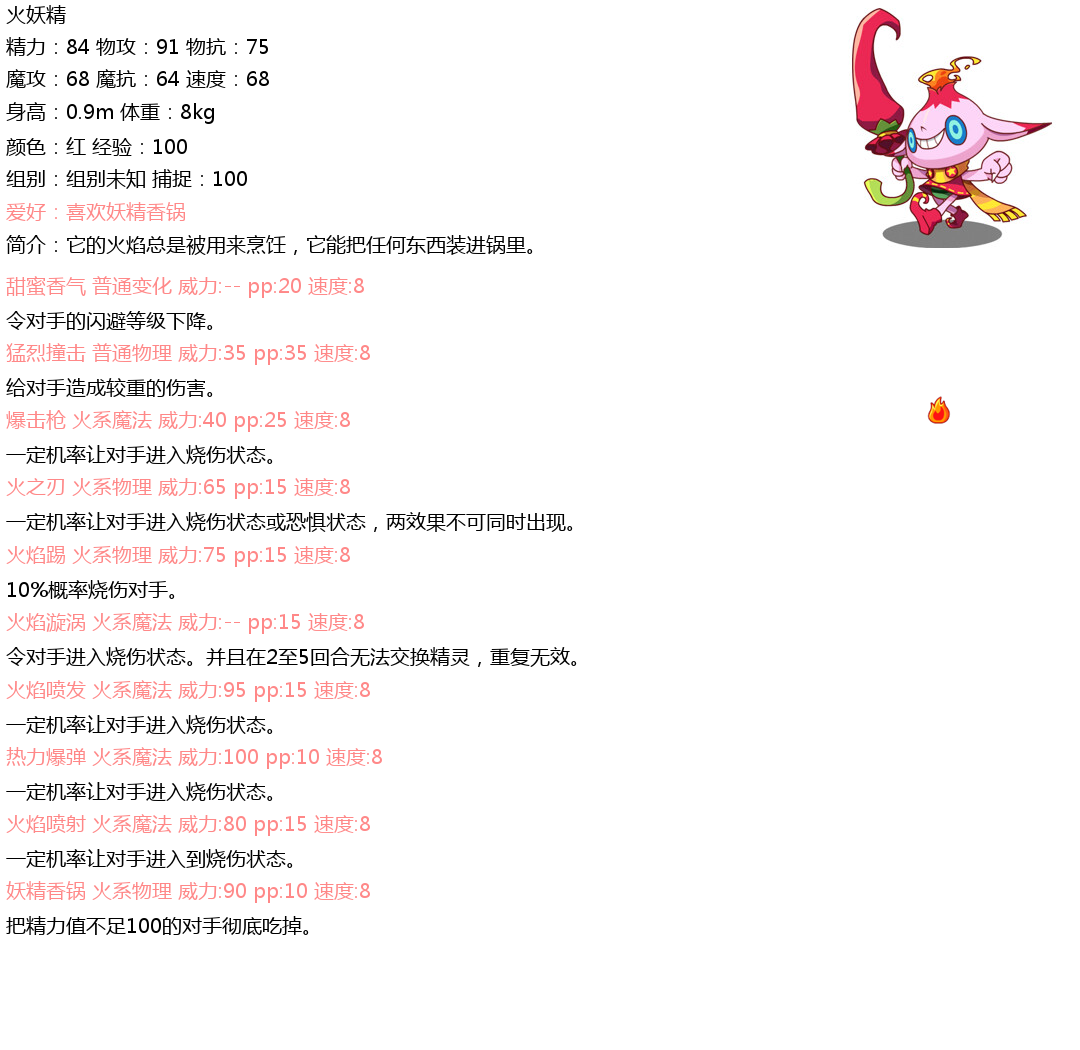 火妖精
精力：84 物攻：91 物抗：75
魔攻：68 魔抗：64 速度：68
身高：0.9m 体重：8kg
颜色：红 经验：100
组别：组别未知 捕捉：100
爱好：喜欢妖精香锅
简介：它的火焰总是被用来烹饪，它能把任何东西装进锅里。
甜蜜香气 普通变化 威力:-- pp:20 速度:8
令对手的闪避等级下降。
猛烈撞击 普通物理 威力:35 pp:35 速度:8
给对手造成较重的伤害。
爆击枪 火系魔法 威力:40 pp:25 速度:8
一定机率让对手进入烧伤状态。
火之刃 火系物理 威力:65 pp:15 速度:8
一定机率让对手进入烧伤状态或恐惧状态，两效果不可同时出现。
火焰踢 火系物理 威力:75 pp:15 速度:8
10%概率烧伤对手。
火焰漩涡 火系魔法 威力:-- pp:15 速度:8
令对手进入烧伤状态。并且在2至5回合无法交换精灵，重复无效。
火焰喷发 火系魔法 威力:95 pp:15 速度:8
一定机率让对手进入烧伤状态。
热力爆弹 火系魔法 威力:100 pp:10 速度:8
一定机率让对手进入烧伤状态。
火焰喷射 火系魔法 威力:80 pp:15 速度:8
一定机率让对手进入到烧伤状态。
妖精香锅 火系物理 威力:90 pp:10 速度:8
把精力值不足100的对手彻底吃掉。